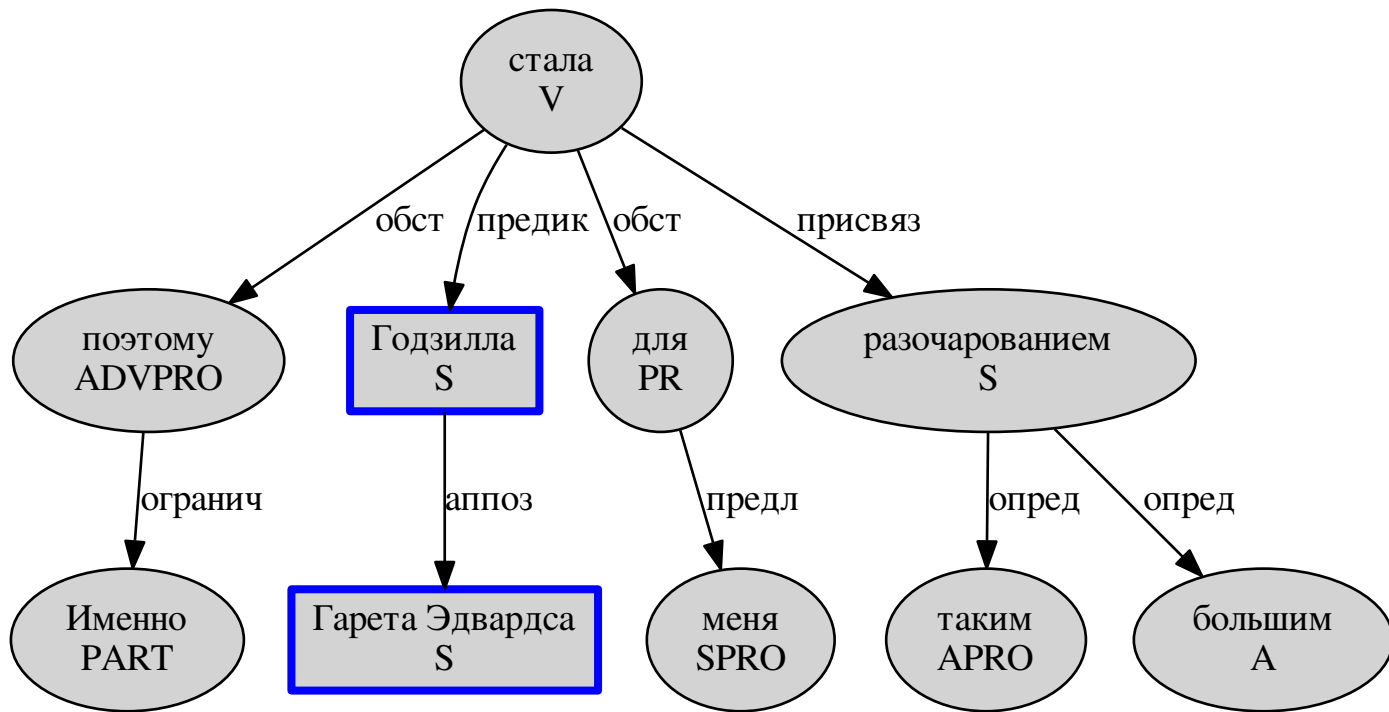 стала
V
обст
предик
обст
присвяз
поэтому
ADVPRO
Годзилла
S
для
PR
разочарованием
S
огранич
аппоз
предл
опред
опред
Именно
PART
Гарета Эдвардса
S
меня
SPRO
таким
APRO
большим
A